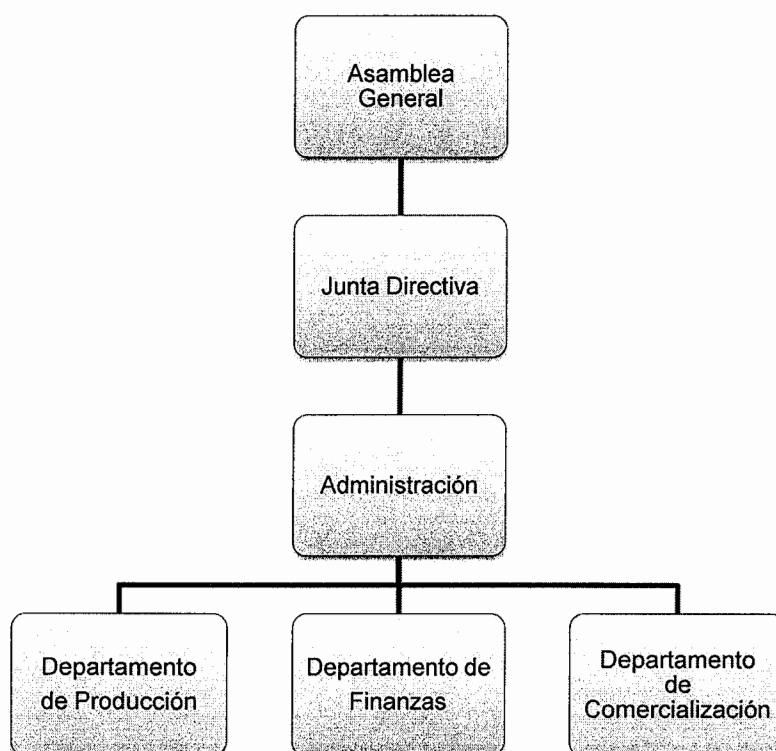 Asamblea
General
Junta Directiva
Administración
Departamento
de Producción
Departamento de
Finanzas
Departamento
de
Comercialización